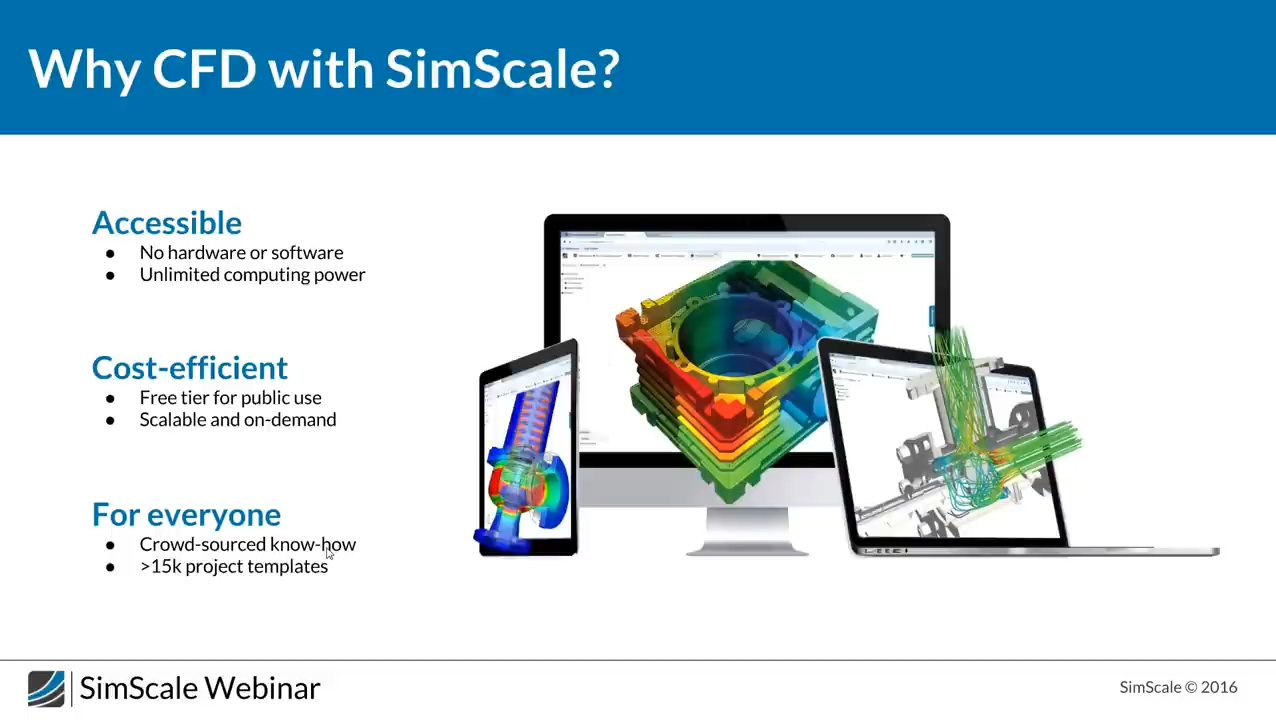 Why CFD with SimScale?
Accessible
● No hardware or software
● Unlimited computing power
Cost-efficient
● Free tier for public use
● Scalable and on-demand
For everyone
● Crowd-sourced know-how
● >15k project templates
SimScale Webinar
SimScale © 2016